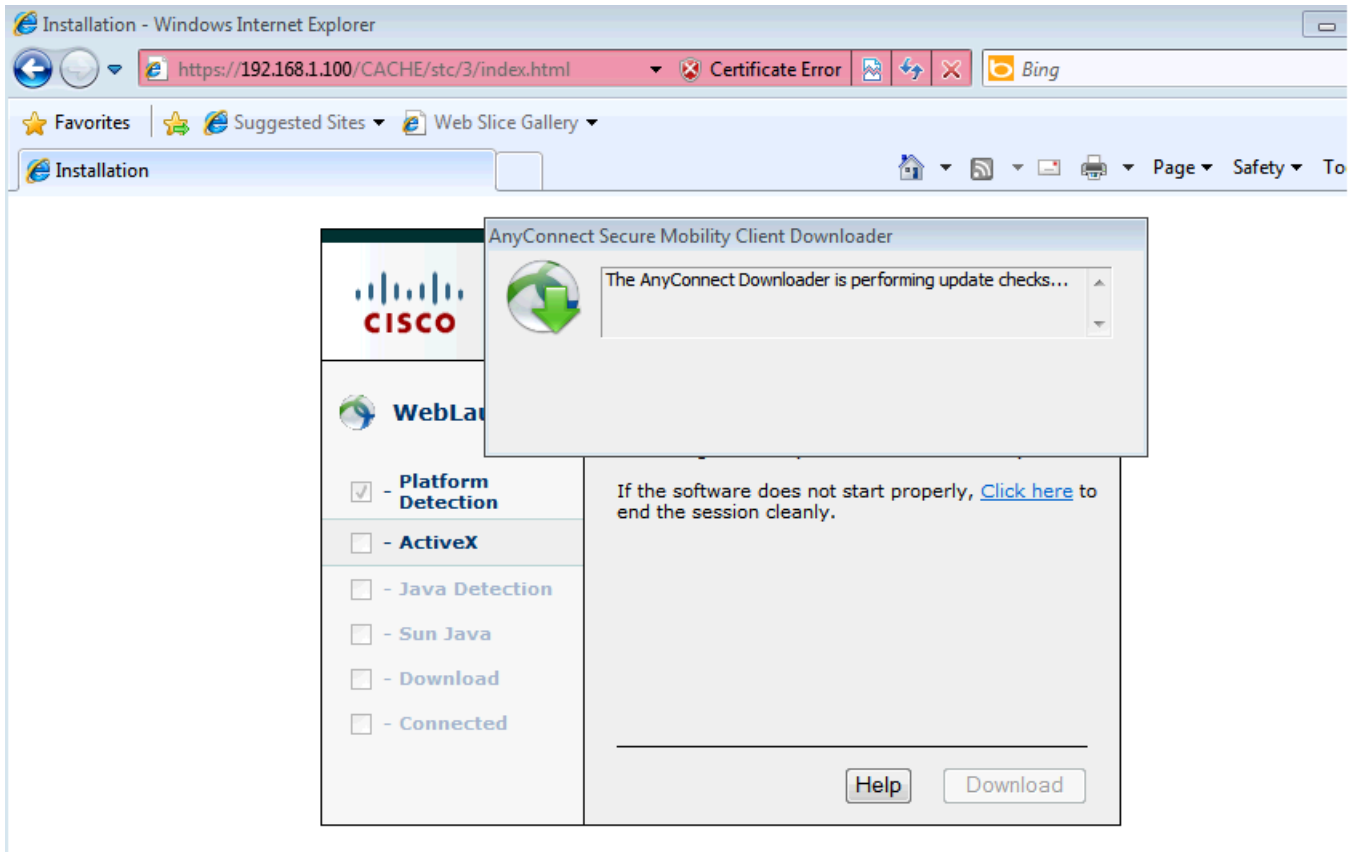 Installation - Windows Internet Explorer
https://192.168.1.100/CACHE/stc/3/index.html
Certificate Error
Bing
Favorites
Suggested Sites
Web Slice Gallery
Installation
Page
Safety
AnyConnect Secure Mobility Client Downloader
The AnyConnect Downloader is performing update checks...
CISCO
- Platform
Detection
- ActiveX
- Java Detection
- Sun Java
- Download
- Connected
If the software does not start properly, Click here to
end the session cleanly.
Help
Download